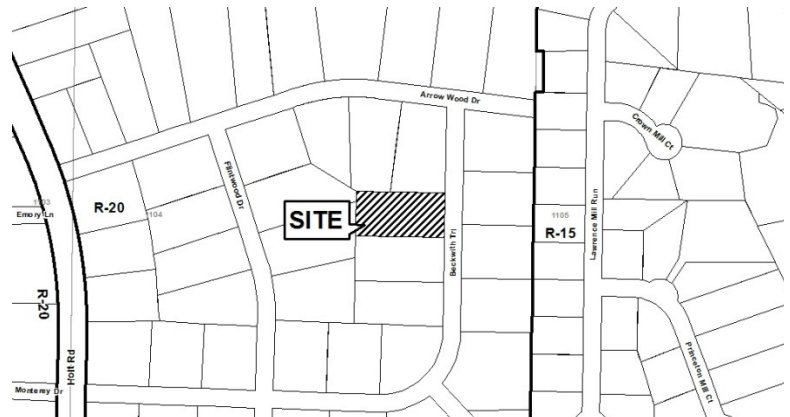 Arrow Wood Dr
Crown Mill Ct
Flintwood Dr
1103
Emory Ln
R-20
1104
SITE
1105
R-15
Lawrence Mill Run
Beckwith Trl
R-20
Holt Rd
Monterey Dr
Princeton Mill Ct